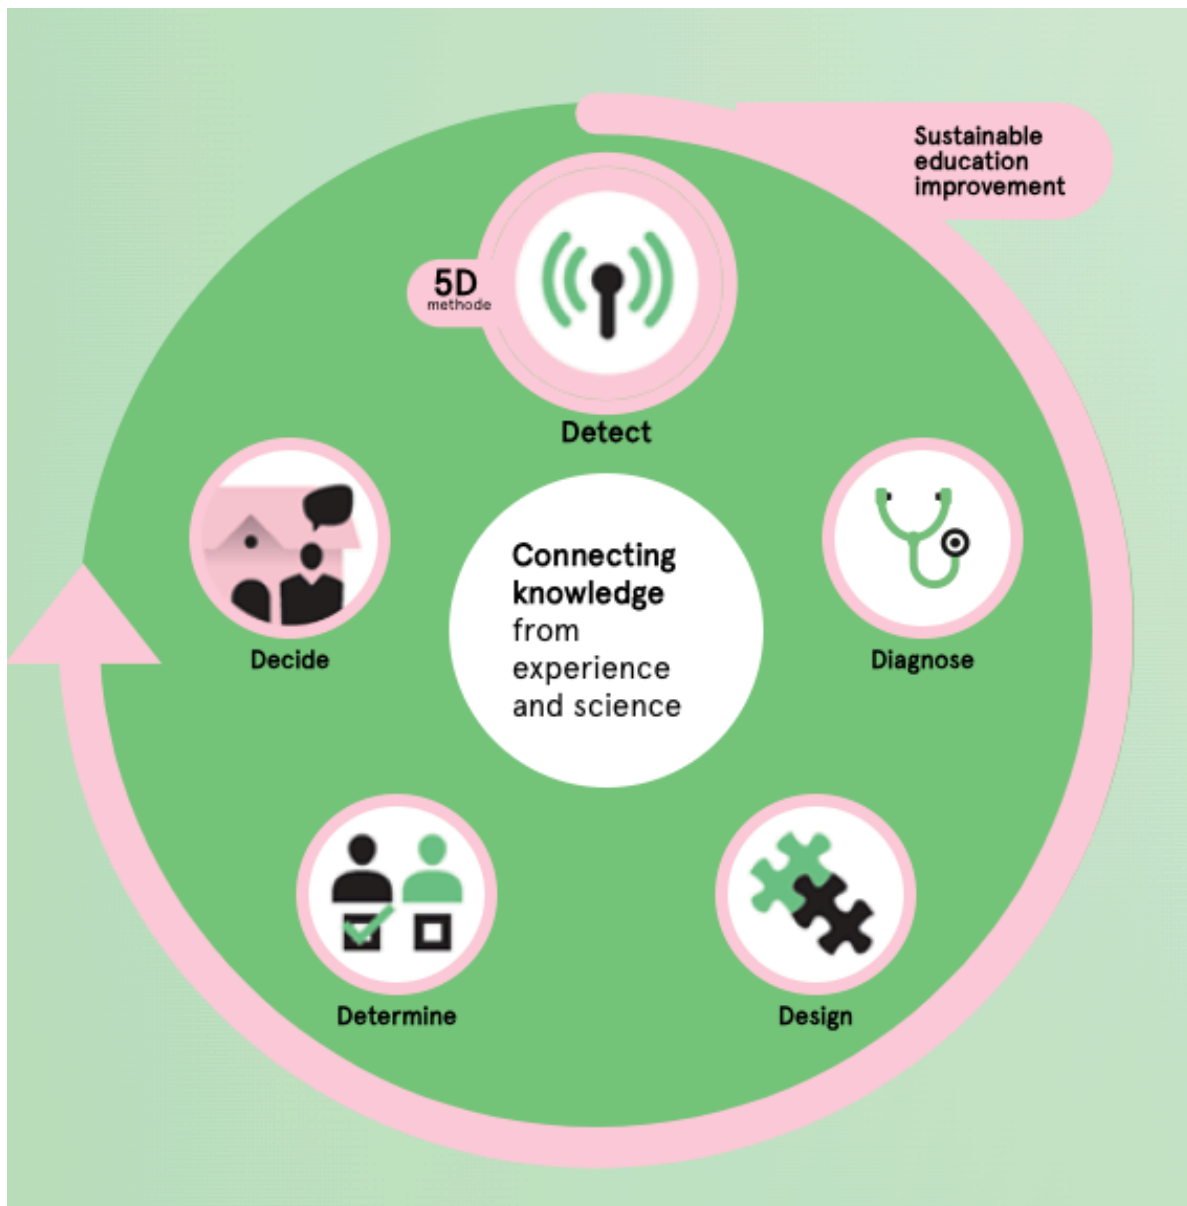 Sustainable
education
improvement
5D
methode
Detect
Diagnose
Design
Determine
Decide
Connecting
knowledge
from
experience
and science